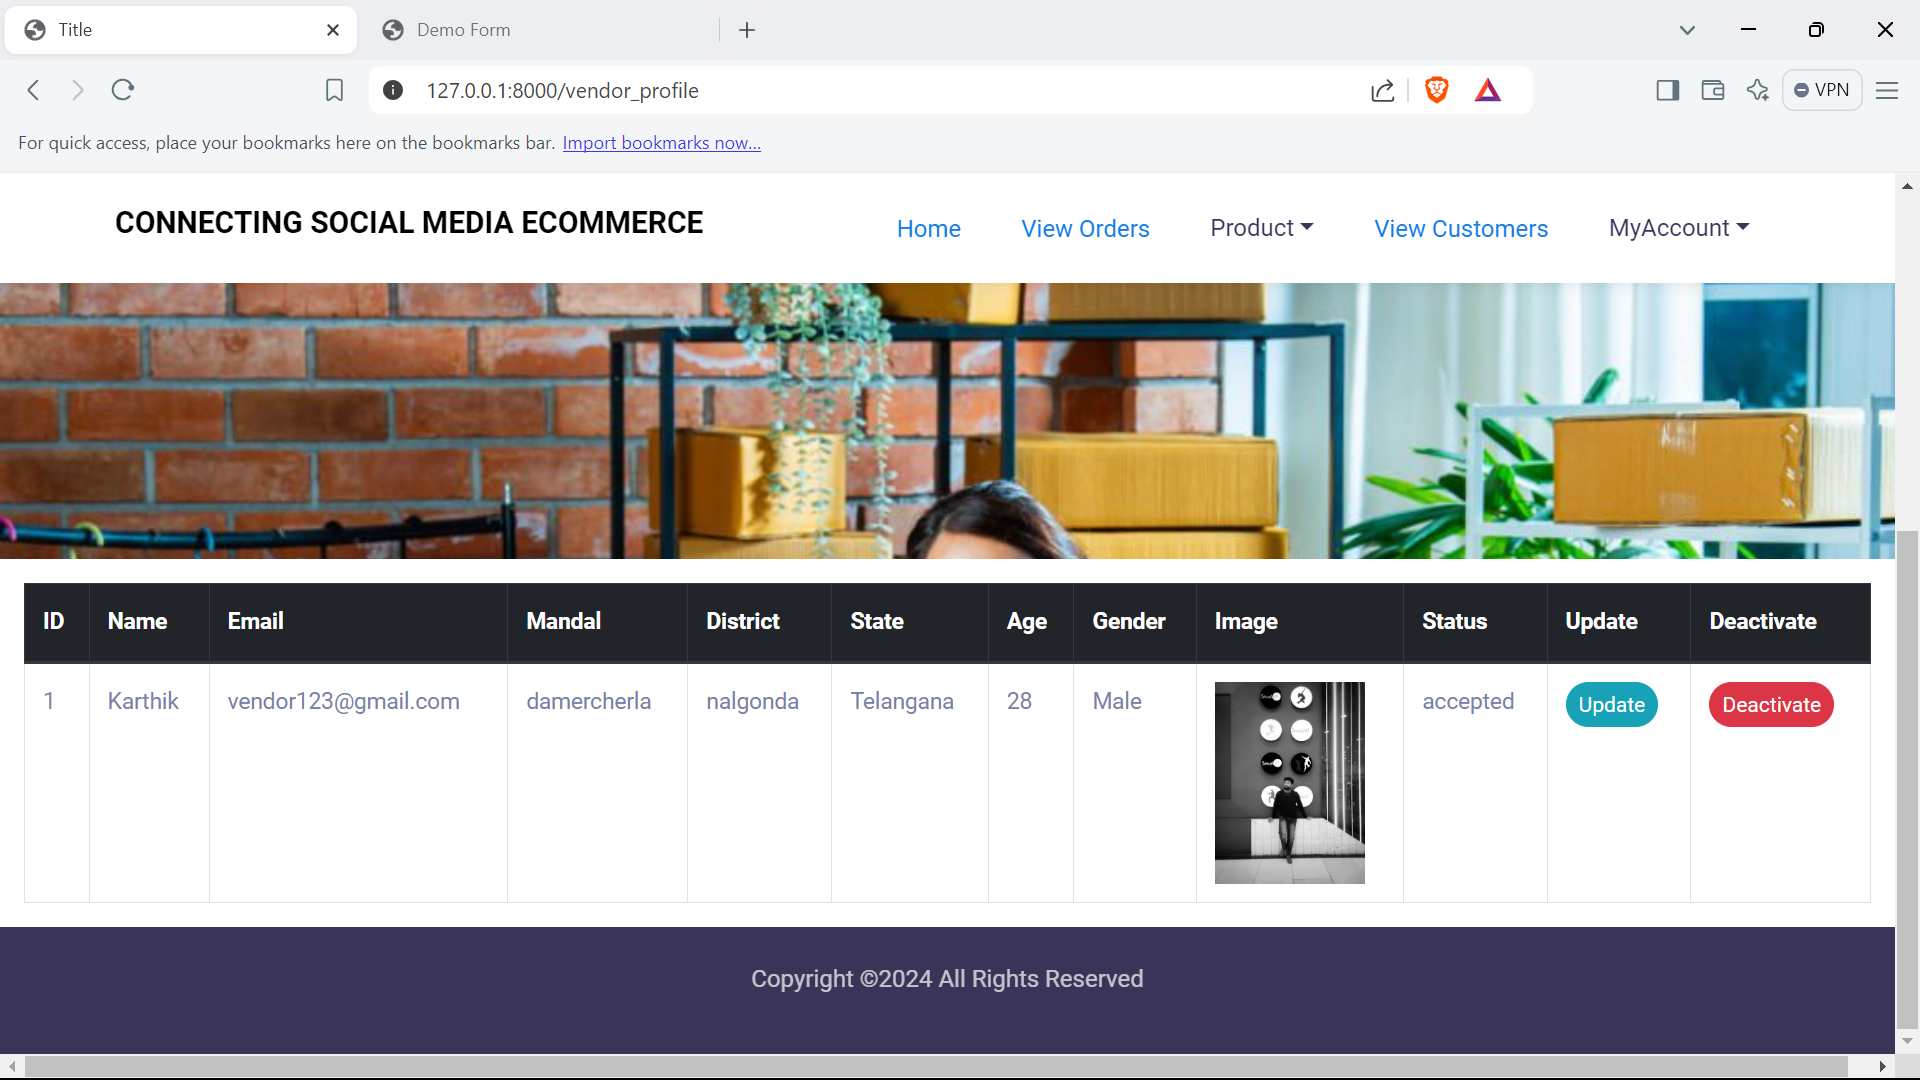 Title
Demo Form
127.0.0.1:8000/vendor_profile
VPN
For quick access, place your bookmarks here on the bookmarks bar. Import bookmarks now...
CONNECTING SOCIAL MEDIA ECOMMERCE
Home
View Orders
Product
View Customers
MyAccount
ID Name Email Mandal District State Age Gender Image Status Update Deactivate
1 Karthik vendor123@gmail.com damercherla nalgonda Telangana 28 Male accepted Update Deactivate
Copyright ©2024 All Rights Reserved